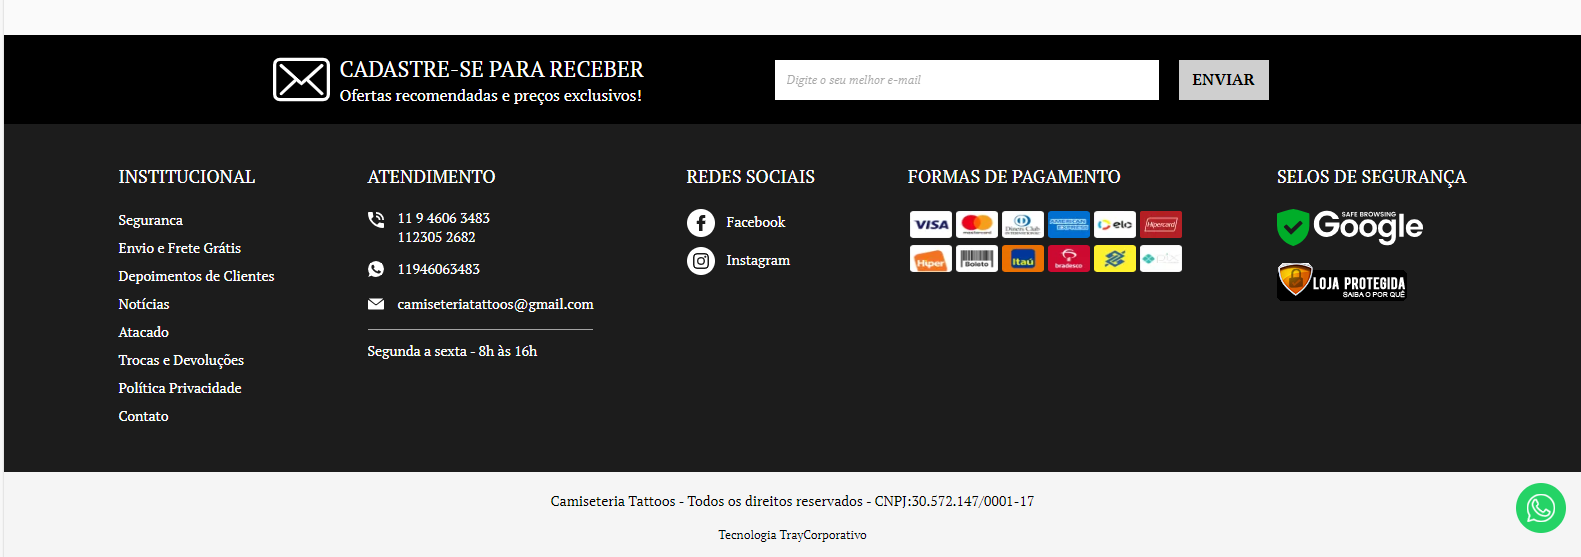 CADASTRE-SE PARA RECEBER
Ofertas recomendadas e preços exclusivos!
Digite o seu melhor e-mail
ENVIAR
INSTITUCIONAL
Seguranca
Envio e Frete Grátis
Depoimentos de Clientes
Notícias
Atacado
Trocas e Devoluções
Política Privacidade
Contato
ATENDIMENTO
11 9 4606 3483
112305 2682
11946063483
camiseteriatattoos@gmail.com
Segunda a sexta - 8h às 16h
REDES SOCIAIS
Facebook
Instagram
FORMAS DE PAGAMENTO
VISA
mastercard
Diners Club
AMERICAN EXPRESS
elo
Hipercard
Hiper
Boleto
Itaú
bradesco
SELOS DE SEGURANÇA
SAFE BROWSING
Google
LOJA PROTEGIDA
SAIBA O POR QUÊ
Camiseteria Tattoos - Todos os direitos reservados - CNPJ:30.572.147/0001-17
Tecnologia TrayCorporativo